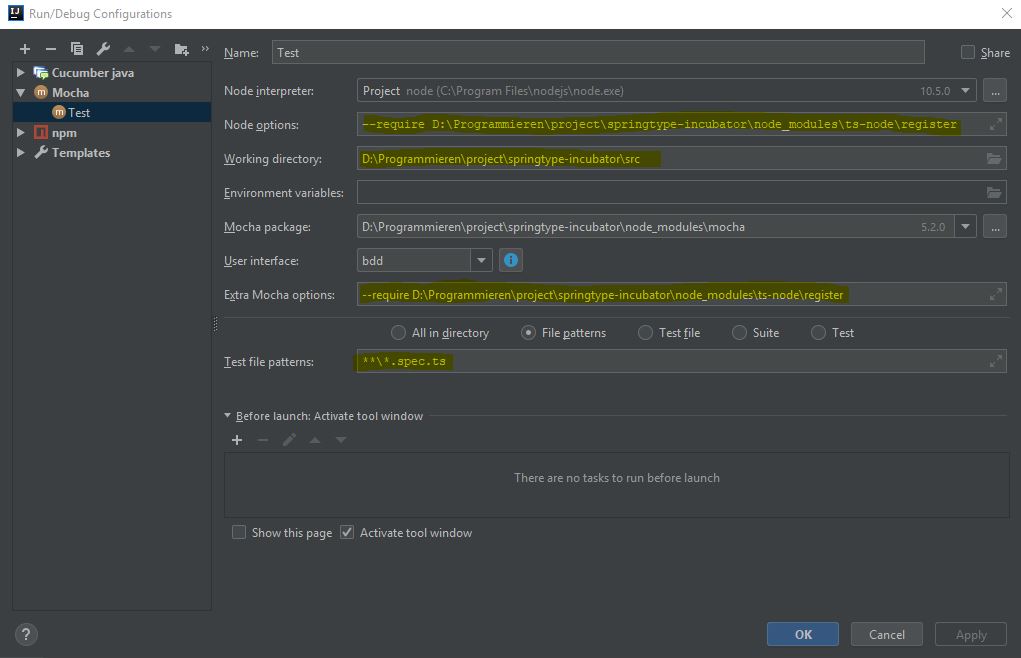 IJ Run/Debug Configurations
Name: Test Share
Cucumber java
Mocha
Test
npm
Templates
Node interpreter: Project node (C:\Program Files\nodejs\node.exe) 10.5.0 ...
Node options: --require D:\Programmieren\project\springtype-incubator\node_modules\ts-node\register
Working directory: D:\Programmieren\project\springtype-incubator\src
Environment variables:
Mocha package: D:\Programmieren\project\springtype-incubator\node_modules\mocha 5.2.0 ...
User interface: bdd
Extra Mocha options: --require D:\Programmieren\project\springtype-incubator\node_modules\ts-node\register
All in directory File patterns Test file Suite Test
Test file patterns: **\*.spec.ts
Before launch: Activate tool window
There are no tasks to run before launch
Show this page Activate tool window
? OK Cancel Apply